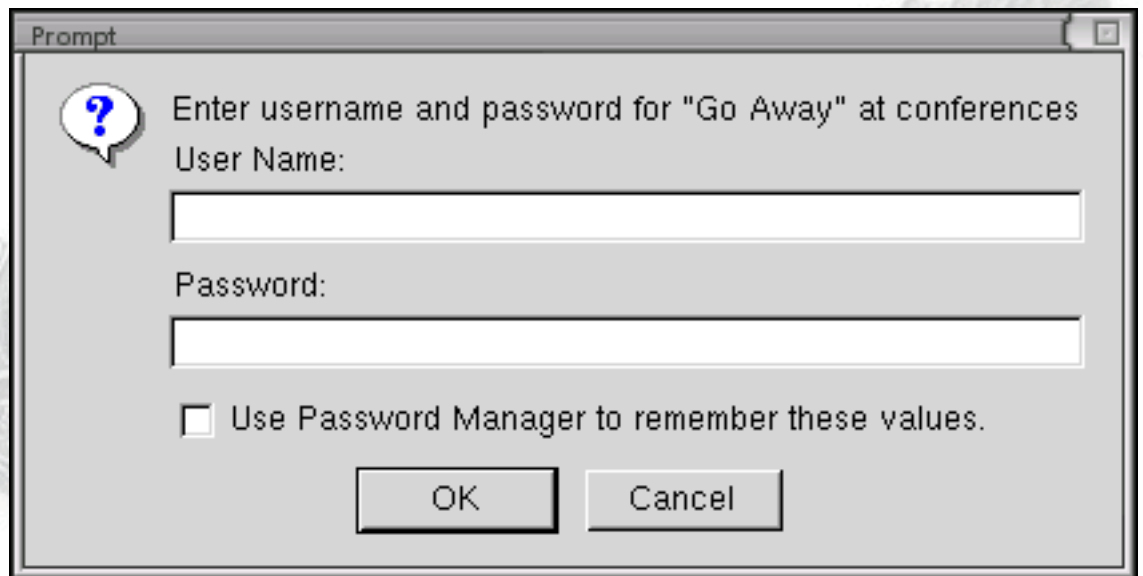 Prompt
Enter username and password for "Go Away" at conferences
User Name:
Password:
Use Password Manager to remember these values.
OK
Cancel